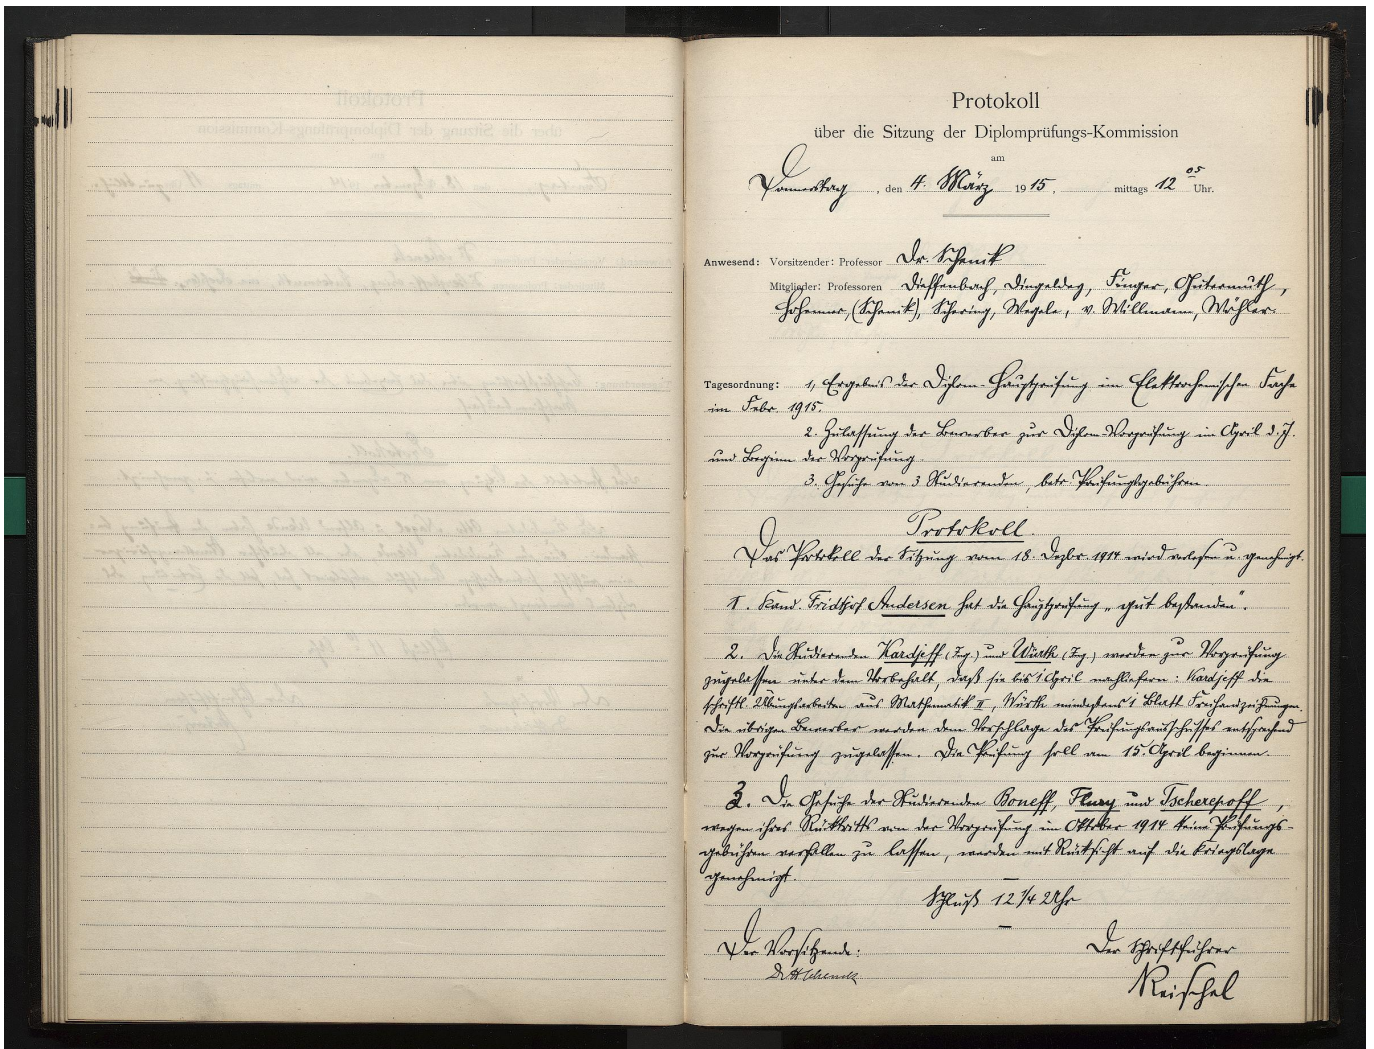 Protokoll
über die Sitzung der Diplomprüfungs-Kommission
am
Donnerstag, den 4. März 1915, mittags 12 05 Uhr.
Anwesend: Vorsitzender: Professor Dr. Schenck
Mitglieder: Professoren Dieffenbach, Dingeldey, Finger, Gutermuth,
Hohenner, (Schenck), Schering, Wegele, v. Willmann, Wöhler.
Tagesordnung: 1, Ergebnis der Diplom-Hauptprüfung im Elektrochemischen Fache
im Febr. 1915.
2. Zulassung der Bewerber zur Diplom-Vorprüfung im April d. J.
und Beginn der Vorprüfung.
3. Gesuche von 3 Studierenden, betr. Prüfungsgebühren.
Protokoll.
Das Protokoll der Sitzung vom 18. Dezbr. 1914 wird verlesen u. genehmigt.
1. Kand. Fridthjof Andersen hat die Hauptprüfung „gut bestanden".
2. Die Studierenden Kardjeff (Ing.) und Würth (Ing.) werden zur Vorprüfung
zugelassen unter dem Vorbehalt, daß sie bis 1 April nachliefern: Kardjeff die
schriftl. Übungsarbeiten aus Mathematik II, Würth mindestens 1 Blatt Freihandzeichnungen.
Die übrigen Bewerber werden dem Vorschlage des Prüfungsausschusses entsprechend
zur Vorprüfung zugelassen. Die Prüfung soll am 15. April beginnen.
3. Die Gesuche der Studierenden Boneff, Flury und Tscherepoff,
wegen ihres Rücktritts von der Vorprüfung im Oktober 1914 keine Prüfungs-
gebühren verfallen zu lassen, werden mit Rücksicht auf die Kriegslage
genehmigt.
Schluß 12 1/4 Uhr
Der Vorsitzende: Der Schriftführer
Dr H Schenck Reischel